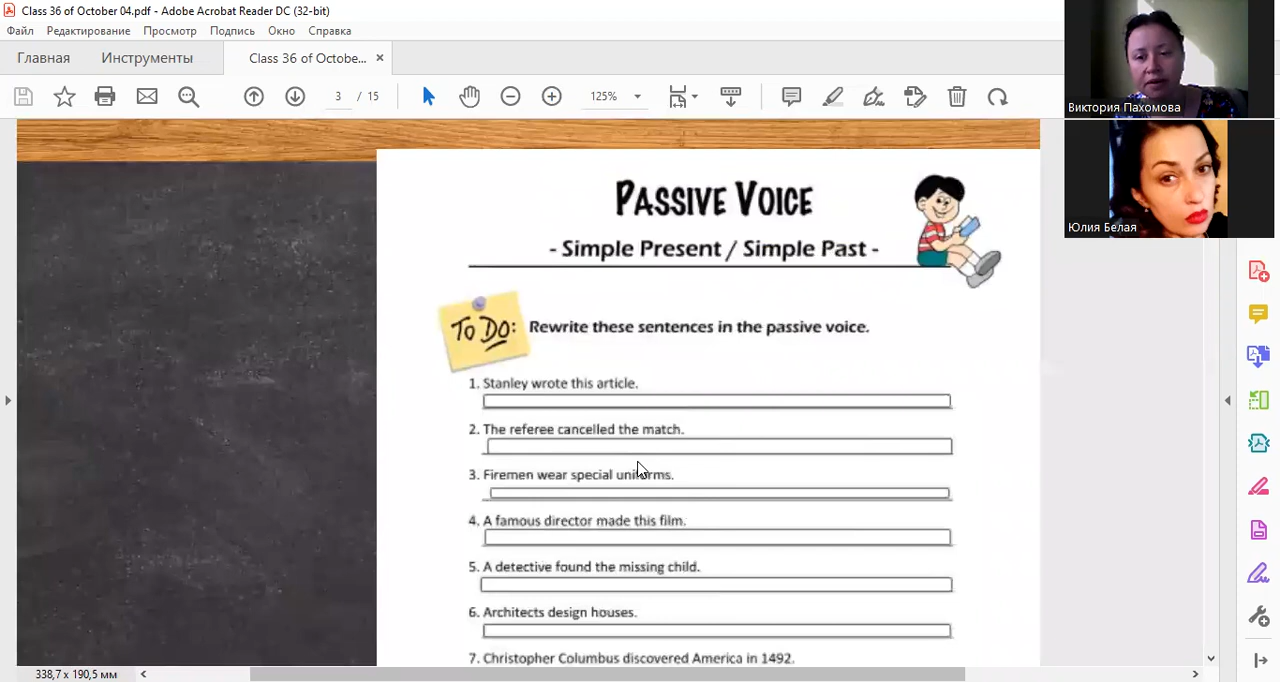 Class 36 of October 04.pdf - Adobe Acrobat Reader DC (32-bit)
Файл Редактирование Просмотр Подпись Окно Справка
Главная Инструменты Class 36 of Octobe... ×
3 / 15 125%
Виктория Пахомова
Юлия Белая
PASSIVE VOICE
- Simple Present / Simple Past -
TO DO: Rewrite these sentences in the passive voice.
1. Stanley wrote this article.
2. The referee cancelled the match.
3. Firemen wear special uniforms.
4. A famous director made this film.
5. A detective found the missing child.
6. Architects design houses.
7. Christopher Columbus discovered America in 1492.
338,7 x 190,5 мм